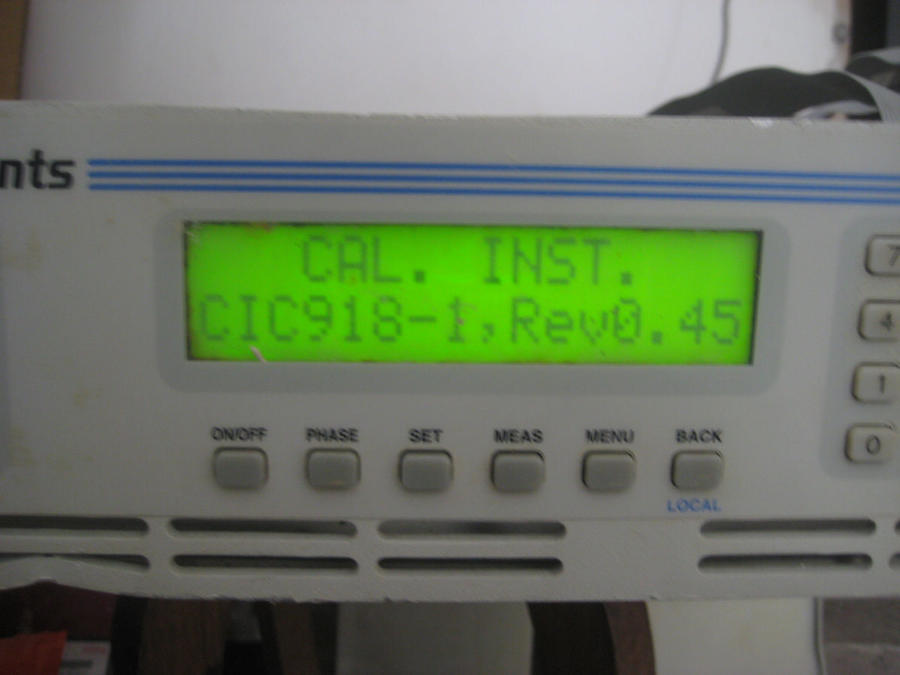 nts
CAL. INST.
CIC918-1,Rev0.45
ON/OFF PHASE SET MEAS MENU BACK
LOCAL
7
4
1
0